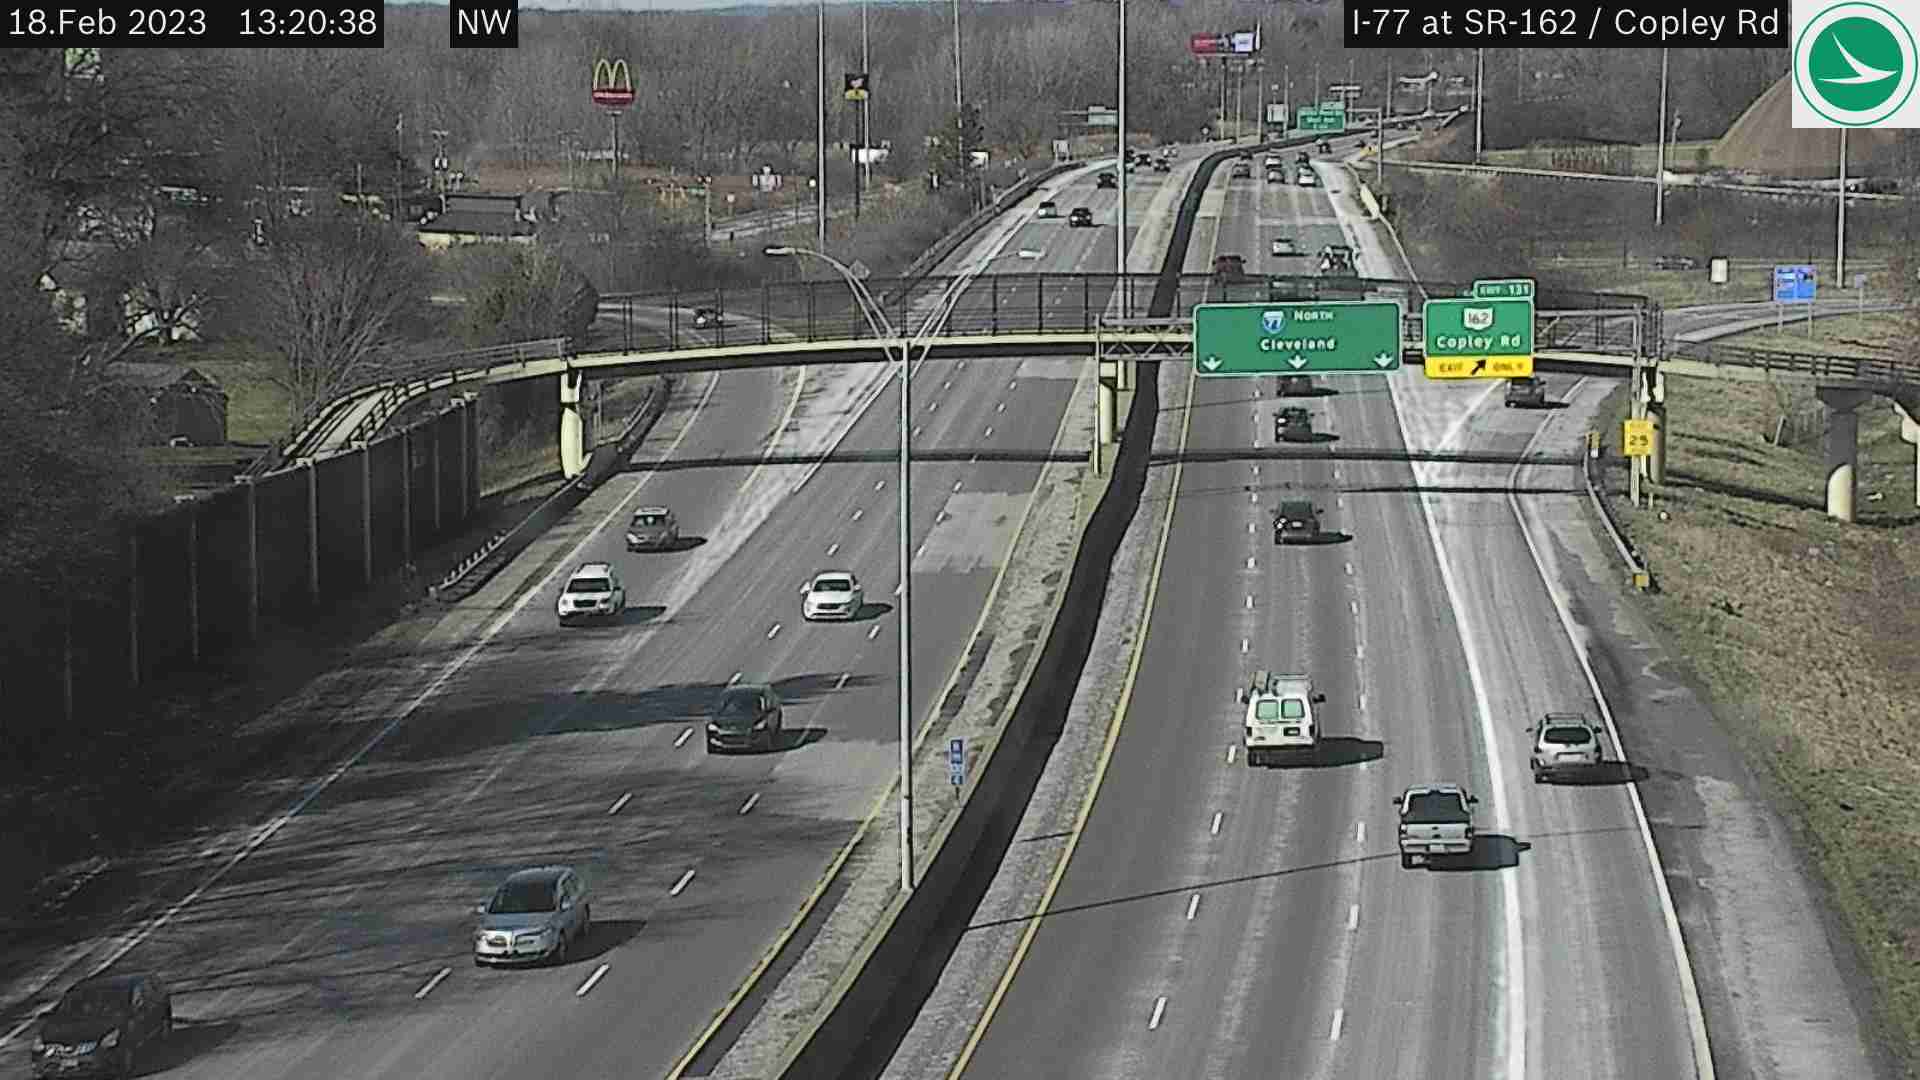 18.Feb 2023 13:20:38
NW
I-77 at SR-162 / Copley Rd
EXIT 131
77 NORTH
Cleveland
162
Copley Rd
EXIT ONLY
25